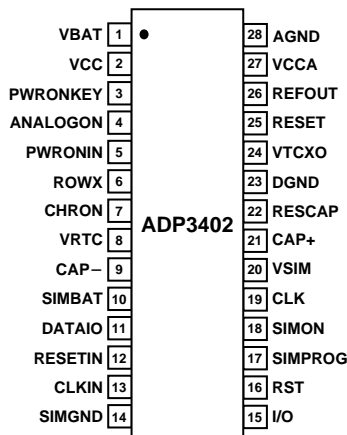 VBAT 1 28 AGND
VCC 2 27 VCCA
PWRONKEY 3 26 REFOUT
ANALOGON 4 25 RESET
PWRONIN 5 24 VTCXO
ROWX 6 23 DGND
CHRON 7 22 RESCAP
ADP3402
VRTC 8 21 CAP+
CAP− 9 20 VSIM
SIMBAT 10 19 CLK
DATAIO 11 18 SIMON
RESETIN 12 17 SIMPROG
CLKIN 13 16 RST
SIMGND 14 15 I/O